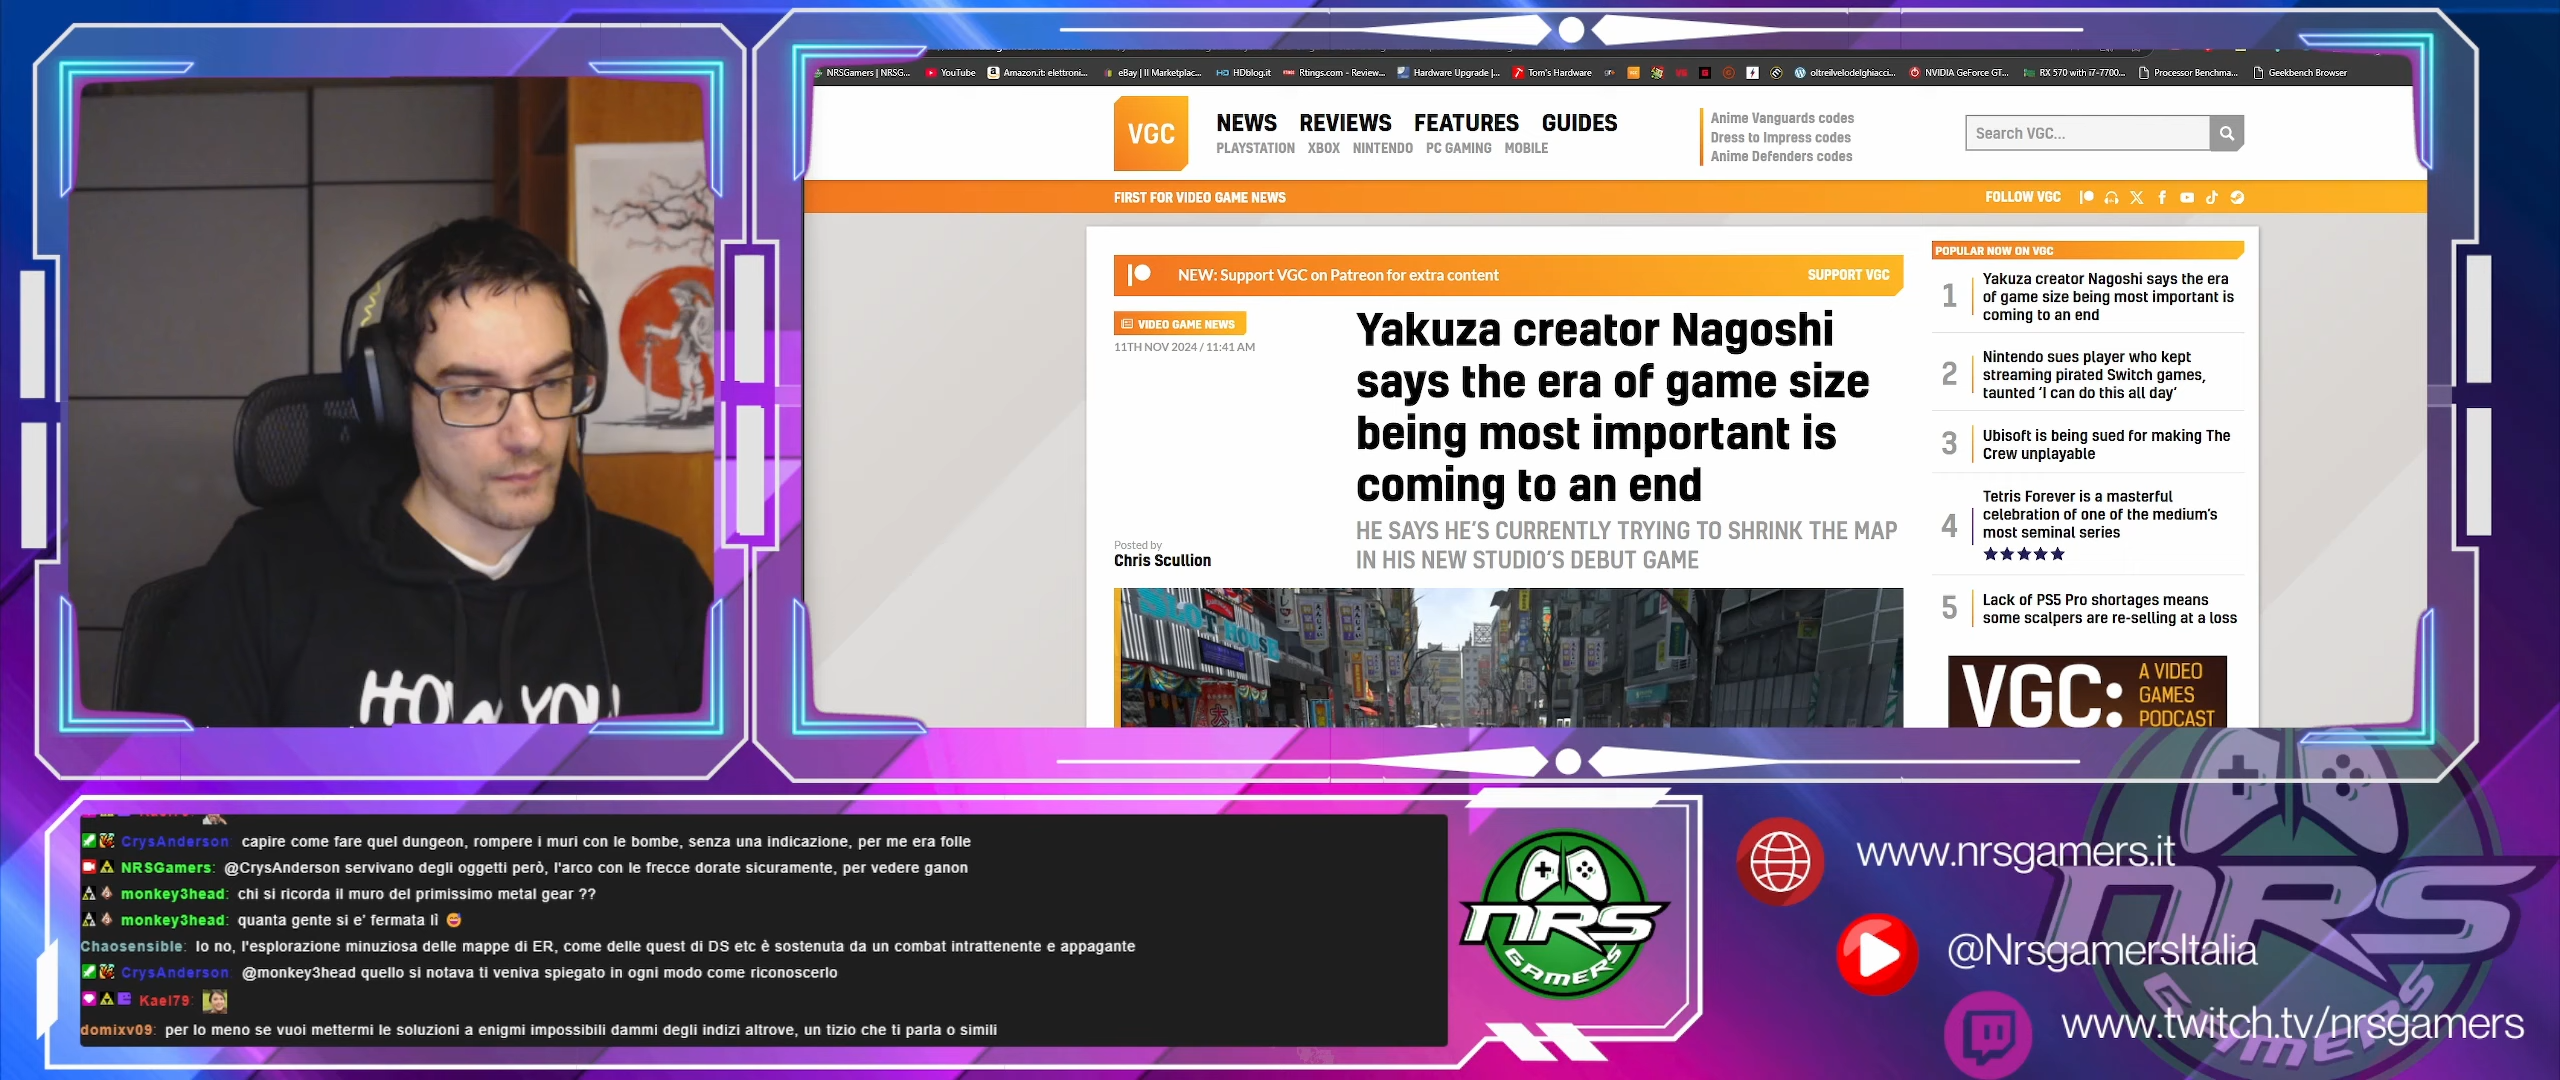 NRSGamers | NRSG... YouTube Amazon.it: elettroni... eBay | Il Marketplac... HDblog.it Rtings.com - Review... Hardware Upgrade |... Tom's Hardware oltreilvelodelghiacci... NVIDIA GeForce GT... RX 570 with i7-7700... Processor Benchma... Geekbench Browser
VGC
NEWS REVIEWS FEATURES GUIDES
PLAYSTATION XBOX NINTENDO PC GAMING MOBILE
Anime Vanguards codes
Dress to Impress codes
Anime Defenders codes
Search VGC...
FIRST FOR VIDEO GAME NEWS
FOLLOW VGC
NEW: Support VGC on Patreon for extra content
SUPPORT VGC
VIDEO GAME NEWS
11TH NOV 2024 / 11:41 AM
Yakuza creator Nagoshi
says the era of game size
being most important is
coming to an end
HE SAYS HE'S CURRENTLY TRYING TO SHRINK THE MAP
IN HIS NEW STUDIO'S DEBUT GAME
Posted by
Chris Scullion
SLOT HOUSE
POPULAR NOW ON VGC
1
Yakuza creator Nagoshi says the era
of game size being most important is
coming to an end
2
Nintendo sues player who kept
streaming pirated Switch games,
taunted ‘I can do this all day’
3
Ubisoft is being sued for making The
Crew unplayable
4
Tetris Forever is a masterful
celebration of one of the medium's
most seminal series
★★★★★
5
Lack of PS5 Pro shortages means
some scalpers are re-selling at a loss
VGC:
A VIDEO
GAMES
PODCAST
CrysAnderson: capire come fare quel dungeon, rompere i muri con le bombe, senza una indicazione, per me era folle
NRSGamers: @CrysAnderson servivano degli oggetti però, l'arco con le frecce dorate sicuramente, per vedere ganon
monkey3head: chi si ricorda il muro del primissimo metal gear ??
monkey3head: quanta gente si e' fermata lì 😅
Chaosensible: Io no, l'esplorazione minuziosa delle mappe di ER, come delle quest di DS etc è sostenuta da un combat intrattenente e appagante
CrysAnderson: @monkey3head quello si notava ti veniva spiegato in ogni modo come riconoscerlo
Kael79:
domixv09: per lo meno se vuoi mettermi le soluzioni a enigmi impossibili dammi degli indizi altrove, un tizio che ti parla o simili
NRS
GAMERS
www.nrsgamers.it
@NrsgamersItalia
www.twitch.tv/nrsgamers
NRS
GAMERS